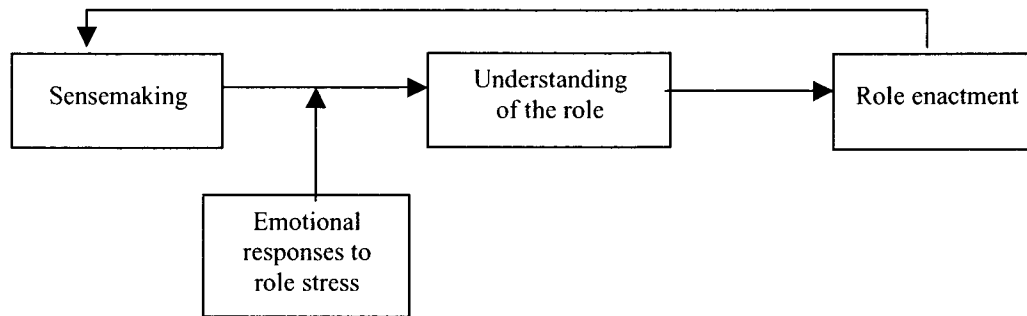 Sensemaking
Understanding
of the role
Role enactment
Emotional
responses to
role stress